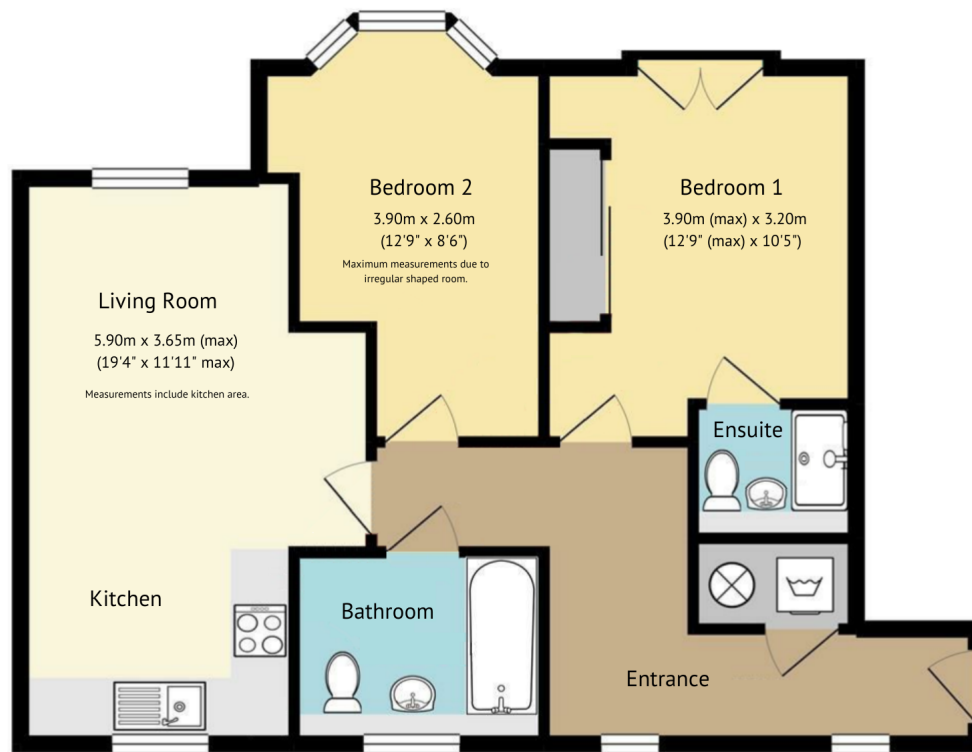 Bedroom 2
3.90m x 2.60m
(12'9" x 8'6")
Maximum measurements due to
irregular shaped room.
Bedroom 1
3.90m (max) x 3.20m
(12'9" (max) x 10'5")
Living Room
5.90m x 3.65m (max)
(19'4" x 11'11" max)
Measurements include kitchen area.
Ensuite
Kitchen
Bathroom
Entrance